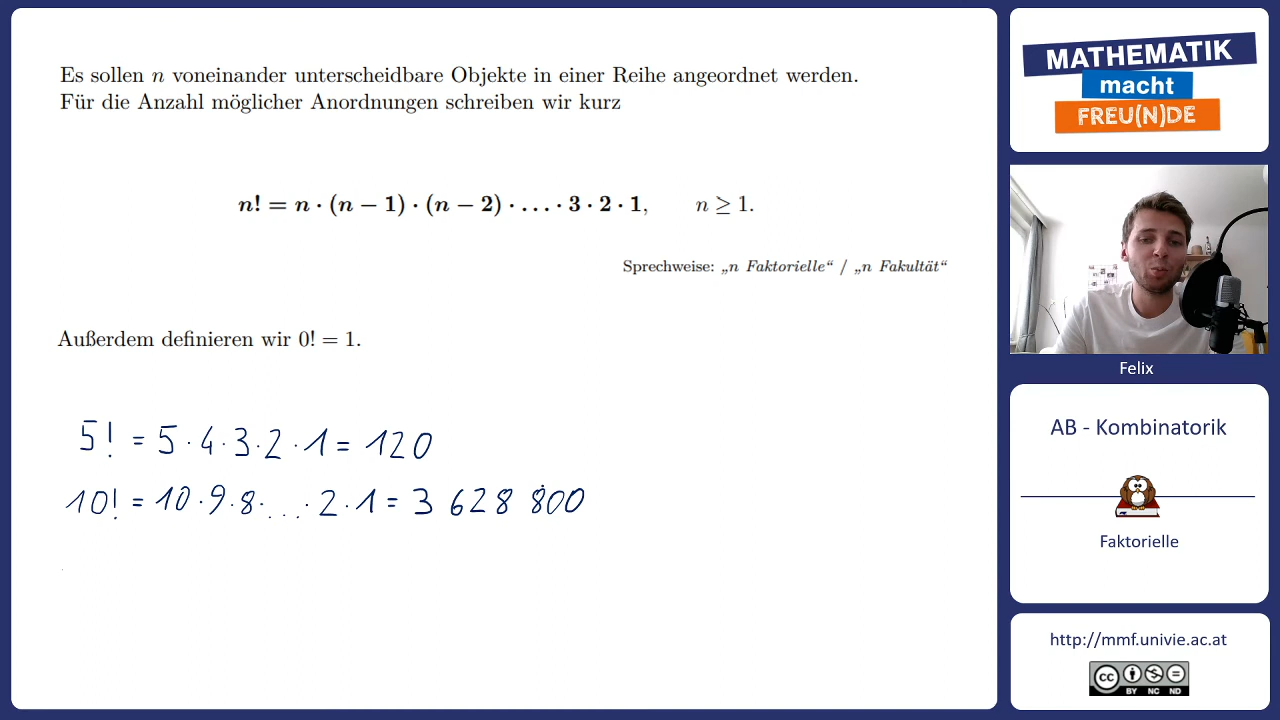 Es sollen n voneinander unterscheidbare Objekte in einer Reihe angeordnet werden.
Für die Anzahl möglicher Anordnungen schreiben wir kurz
n! = n · (n − 1) · (n − 2) · … · 3 · 2 · 1,   n ≥ 1.
Sprechweise: „n Faktorielle“ / „n Fakultät“
Außerdem definieren wir 0! = 1.
5! = 5 · 4 · 3 · 2 · 1 = 120
10! = 10 · 9 · 8 · ... · 2 · 1 = 3 628 800
MATHEMATIK
macht
FREU(N)DE
Felix
AB - Kombinatorik
Faktorielle
http://mmf.univie.ac.at
cc
BY NC ND